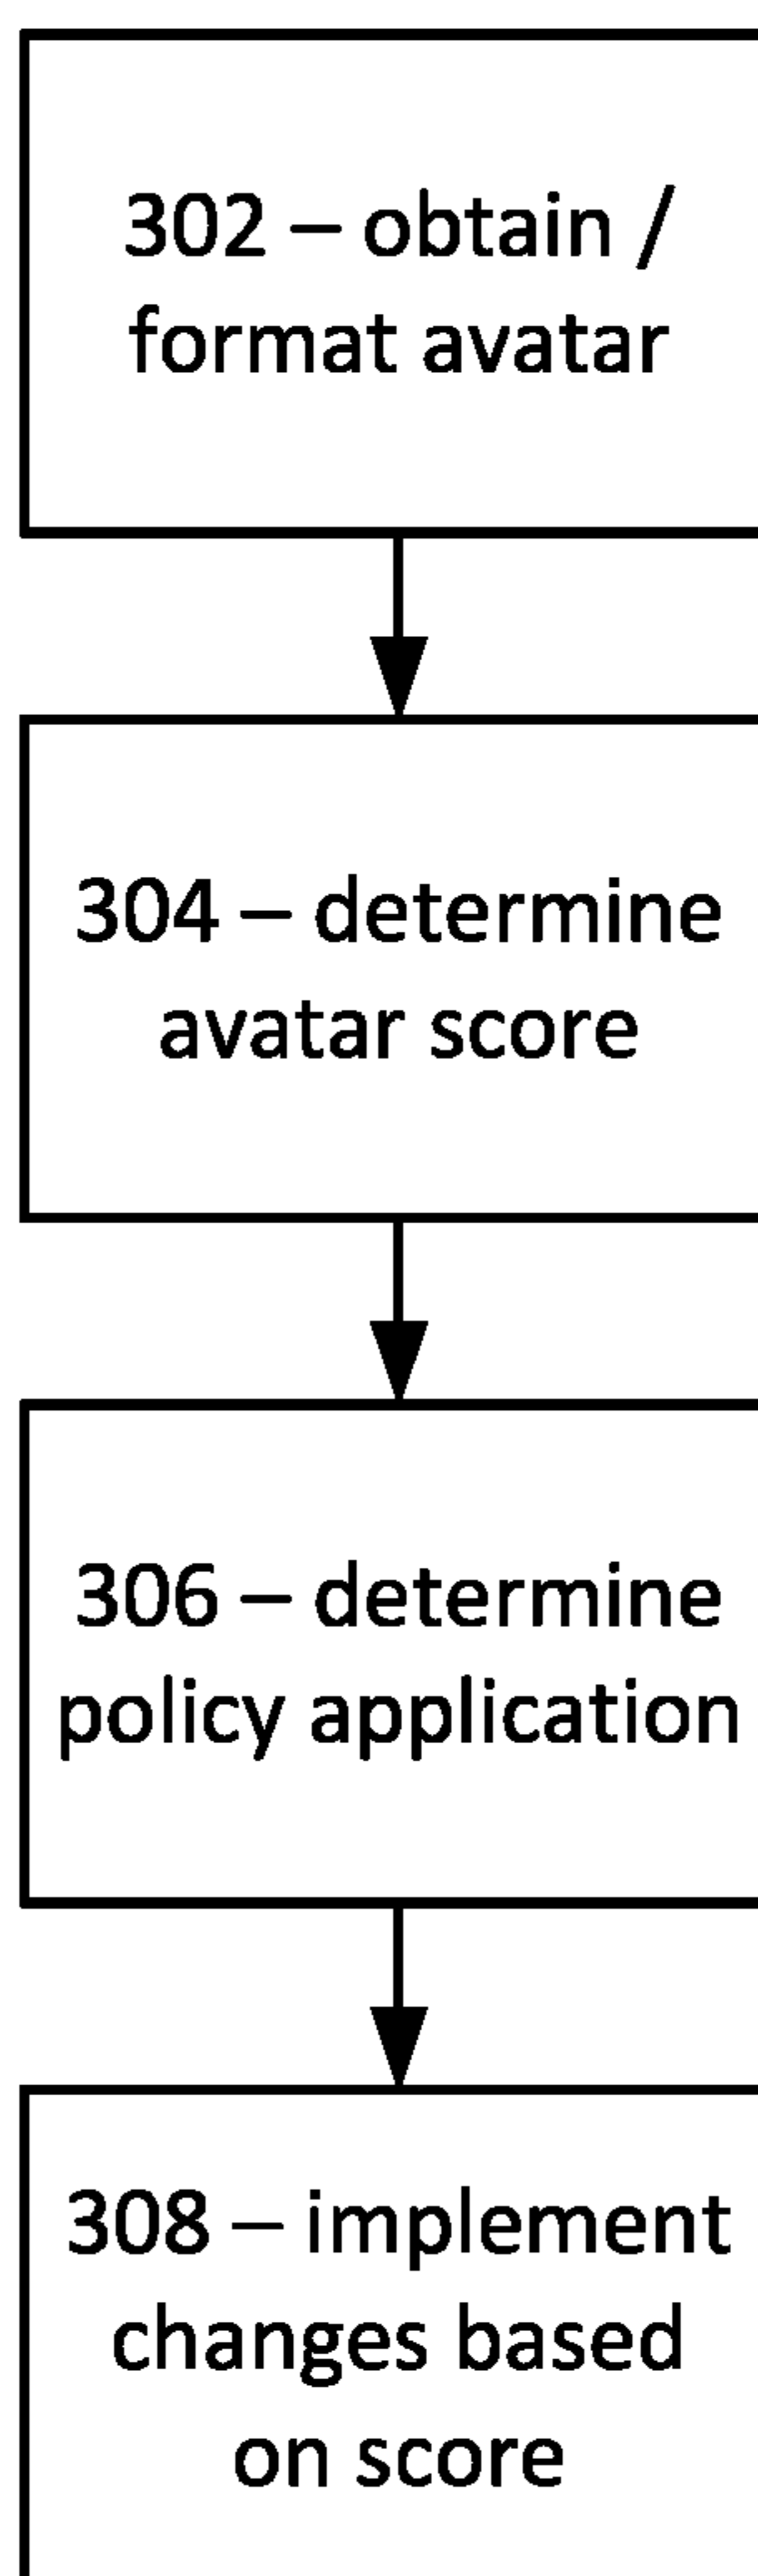 302 – obtain /
format avatar
304 – determine
avatar score
306 – determine
policy application
308 – implement
changes based
on score